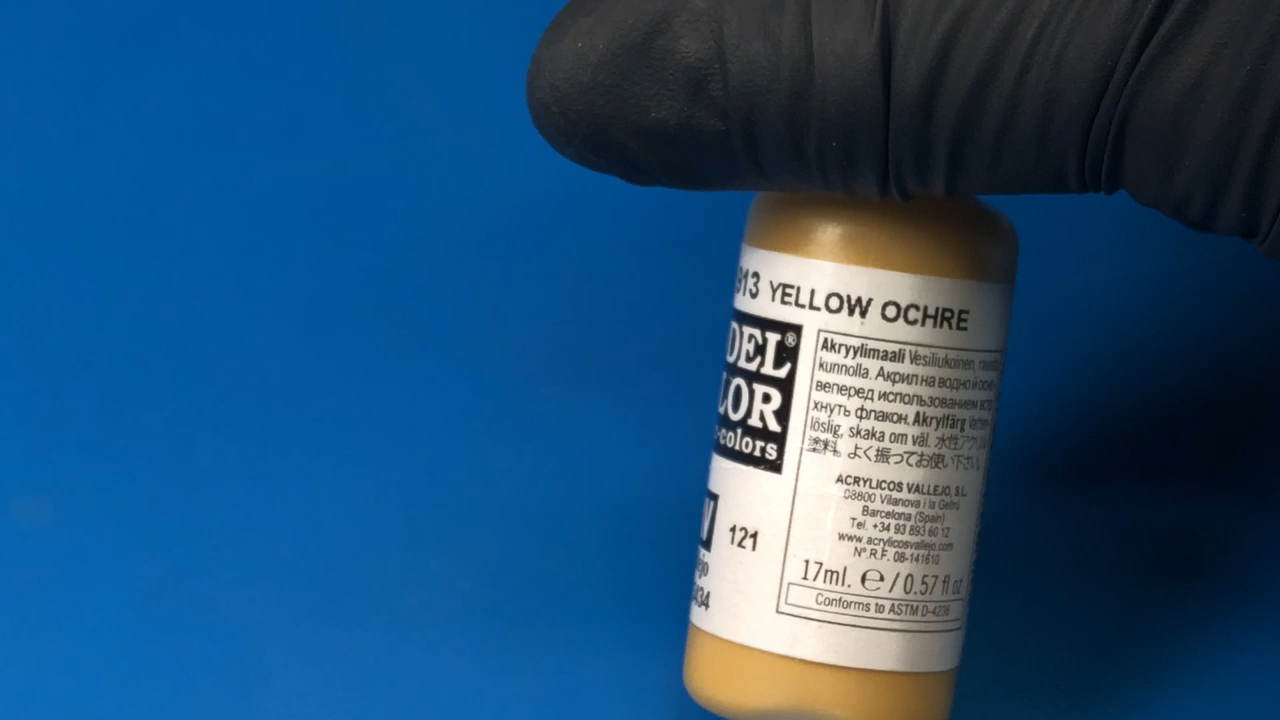 913 YELLOW OCHRE
DEL®
LOR
-colors
121
434
Akryylimaali Vesiliukoinen,
kunnolla. Акрил на водно й
веперед использованием
хнуть флакон. Akrylfärg
löslig, skaka om väl. 水性アクリル
塗料。よく振ってお使い下さい。
ACRYLICOS VALLEJO, S.L.
08800 Vilanova i la Geltrú
Barcelona (Spain)
Tel. +34 93 893 60 12
www.acrylicosvallejo.com
Nº R.F. 08-141610
17ml. ℮ / 0.57 fl oz
Conforms to ASTM D-4236